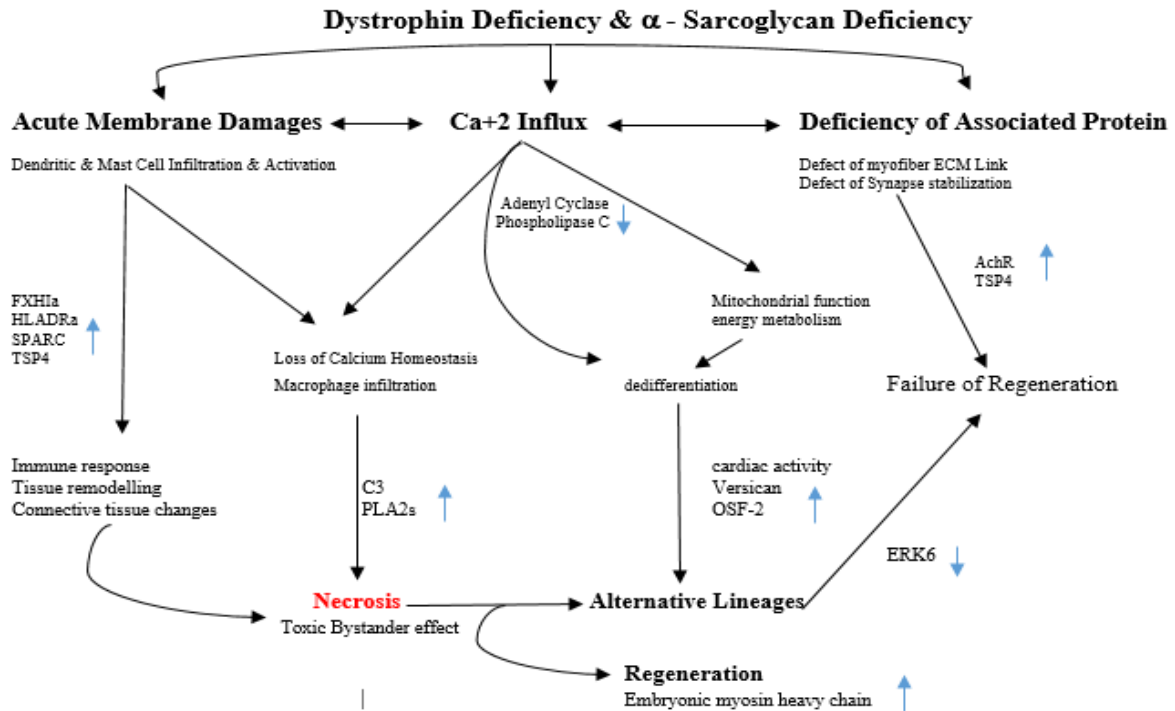 Dystrophin Deficiency & α - Sarcoglycan Deficiency
Acute Membrane Damages
Ca+2 Influx
Deficiency of Associated Protein
Dendritic & Mast Cell Infiltration & Activation
Defect of myofiber ECM Link
Defect of Synapse stabilization
Adenyl Cyclase
Phospholipase C
AchR
TSP4
FXHIa
HLADRa
SPARC
TSP4
Mitochondrial function
energy metabolism
Loss of Calcium Homeostasis
Macrophage infiltration
dedifferentiation
Failure of Regeneration
Immune response
Tissue remodelling
Connective tissue changes
C3
PLA2s
cardiac activity
Versican
OSF-2
ERK6
Necrosis
Toxic Bystander effect
Alternative Lineages
Regeneration
Embryonic myosin heavy chain